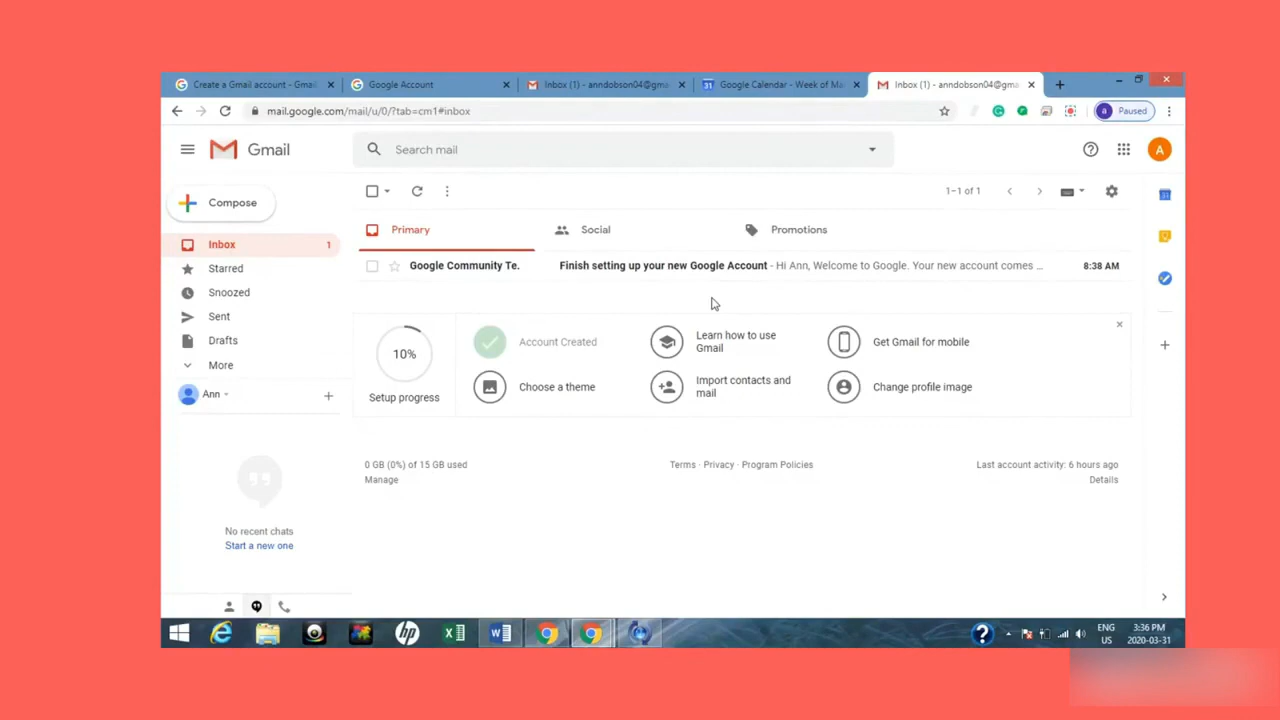 Create a Gmail account - Gmai
Google Account
Inbox (1) - anndobson04@gma
31 Google Calendar - Week of Ma
Inbox (1) - anndobson04@gma
mail.google.com/mail/u/0/?tab=cm1#inbox
a Paused
Gmail
Search mail
A
Compose
1–1 of 1
31
Inbox 1
Primary
Social
Promotions
Starred
Google Community Te. Finish setting up your new Google Account - Hi Ann, Welcome to Google. Your new account comes ... 8:38 AM
Snoozed
Sent
Drafts
More
Ann
10%
Setup progress
Account Created
Learn how to use
Gmail
Get Gmail for mobile
Choose a theme
Import contacts and
mail
Change profile image
0 GB (0%) of 15 GB used
Manage
Terms · Privacy · Program Policies
Last account activity: 6 hours ago
Details
No recent chats
Start a new one
hp
ENG
US
3:36 PM
2020-03-31